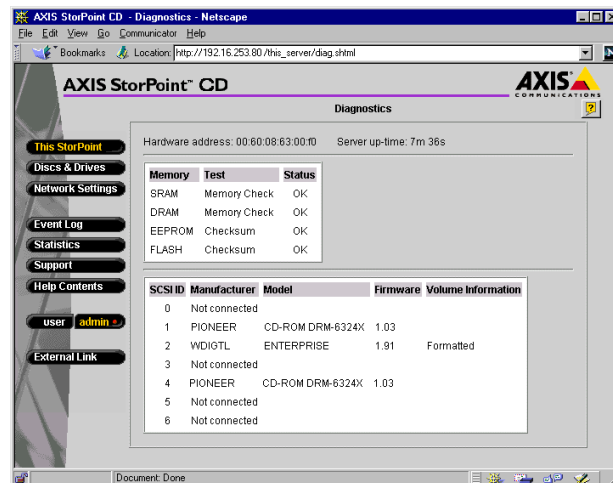 AXIS StorPoint CD - Diagnostics - Netscape
File Edit View Go Communicator Help
Bookmarks Location: http://192.16.253.80/this_server/diag.shtml
AXIS StorPoint™ CD
AXIS
COMMUNICATIONS
Diagnostics
?
This StorPoint
Discs & Drives
Network Settings
Event Log
Statistics
Support
Help Contents
user admin
External Link
Hardware address: 00:60:08:63:00:f0 Server up-time: 7m 36s
Memory Test Status
SRAM Memory Check OK
DRAM Memory Check OK
EEPROM Checksum OK
FLASH Checksum OK
SCSI ID Manufacturer Model Firmware Volume Information
0 Not connected
1 PIONEER CD-ROM DRM-6324X 1.03
2 WDIGTL ENTERPRISE 1.91 Formatted
3 Not connected
4 PIONEER CD-ROM DRM-6324X 1.03
5 Not connected
6 Not connected
Document: Done